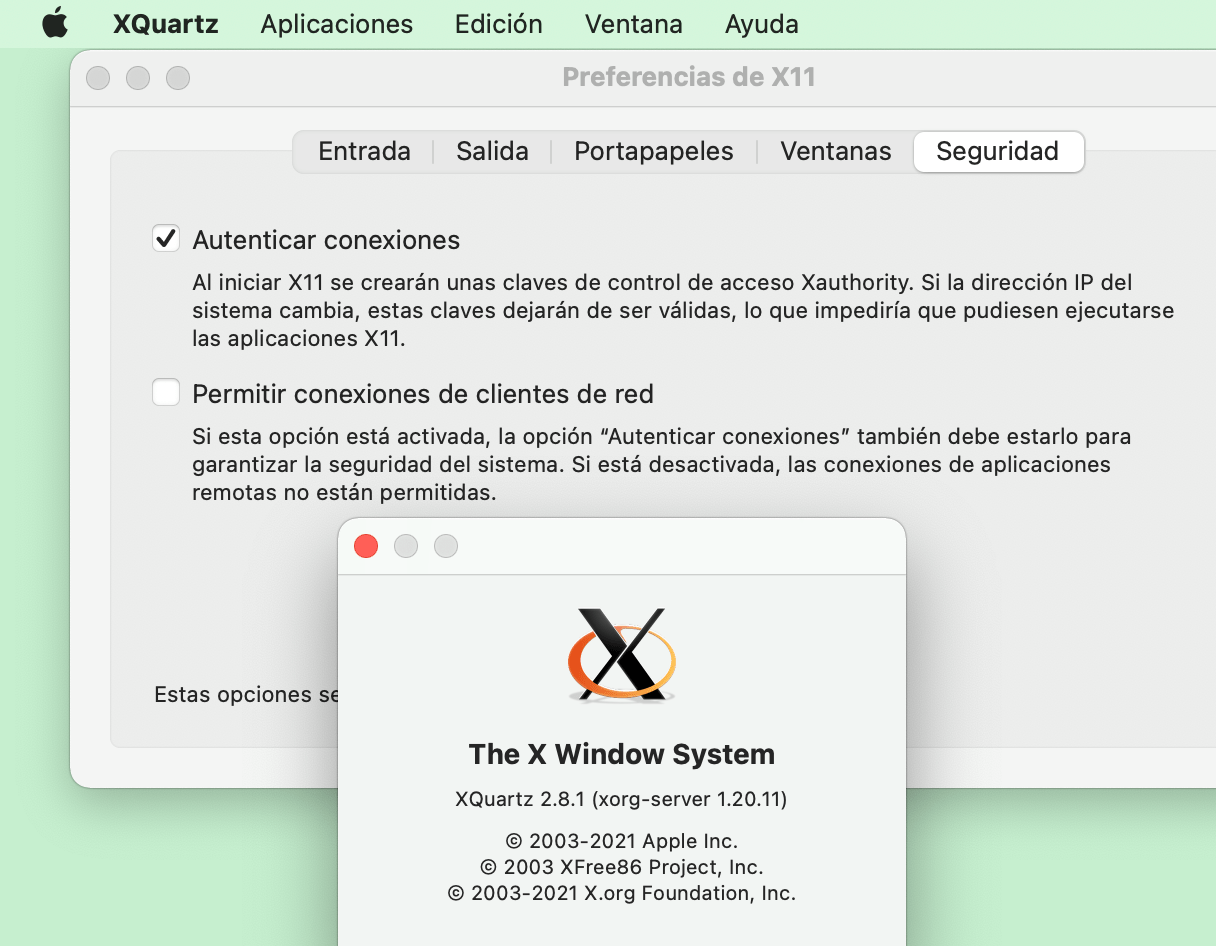 XQuartz Aplicaciones Edición Ventana Ayuda
Preferencias de X11
Entrada Salida Portapapeles Ventanas Seguridad
Autenticar conexiones
Al iniciar X11 se crearán unas claves de control de acceso Xauthority. Si la dirección IP del
sistema cambia, estas claves dejarán de ser válidas, lo que impediría que pudiesen ejecutarse
las aplicaciones X11.
Permitir conexiones de clientes de red
Si esta opción está activada, la opción “Autenticar conexiones” también debe estarlo para
garantizar la seguridad del sistema. Si está desactivada, las conexiones de aplicaciones
remotas no están permitidas.
Estas opciones se
The X Window System
XQuartz 2.8.1 (xorg-server 1.20.11)
© 2003-2021 Apple Inc.
© 2003 XFree86 Project, Inc.
© 2003-2021 X.org Foundation, Inc.